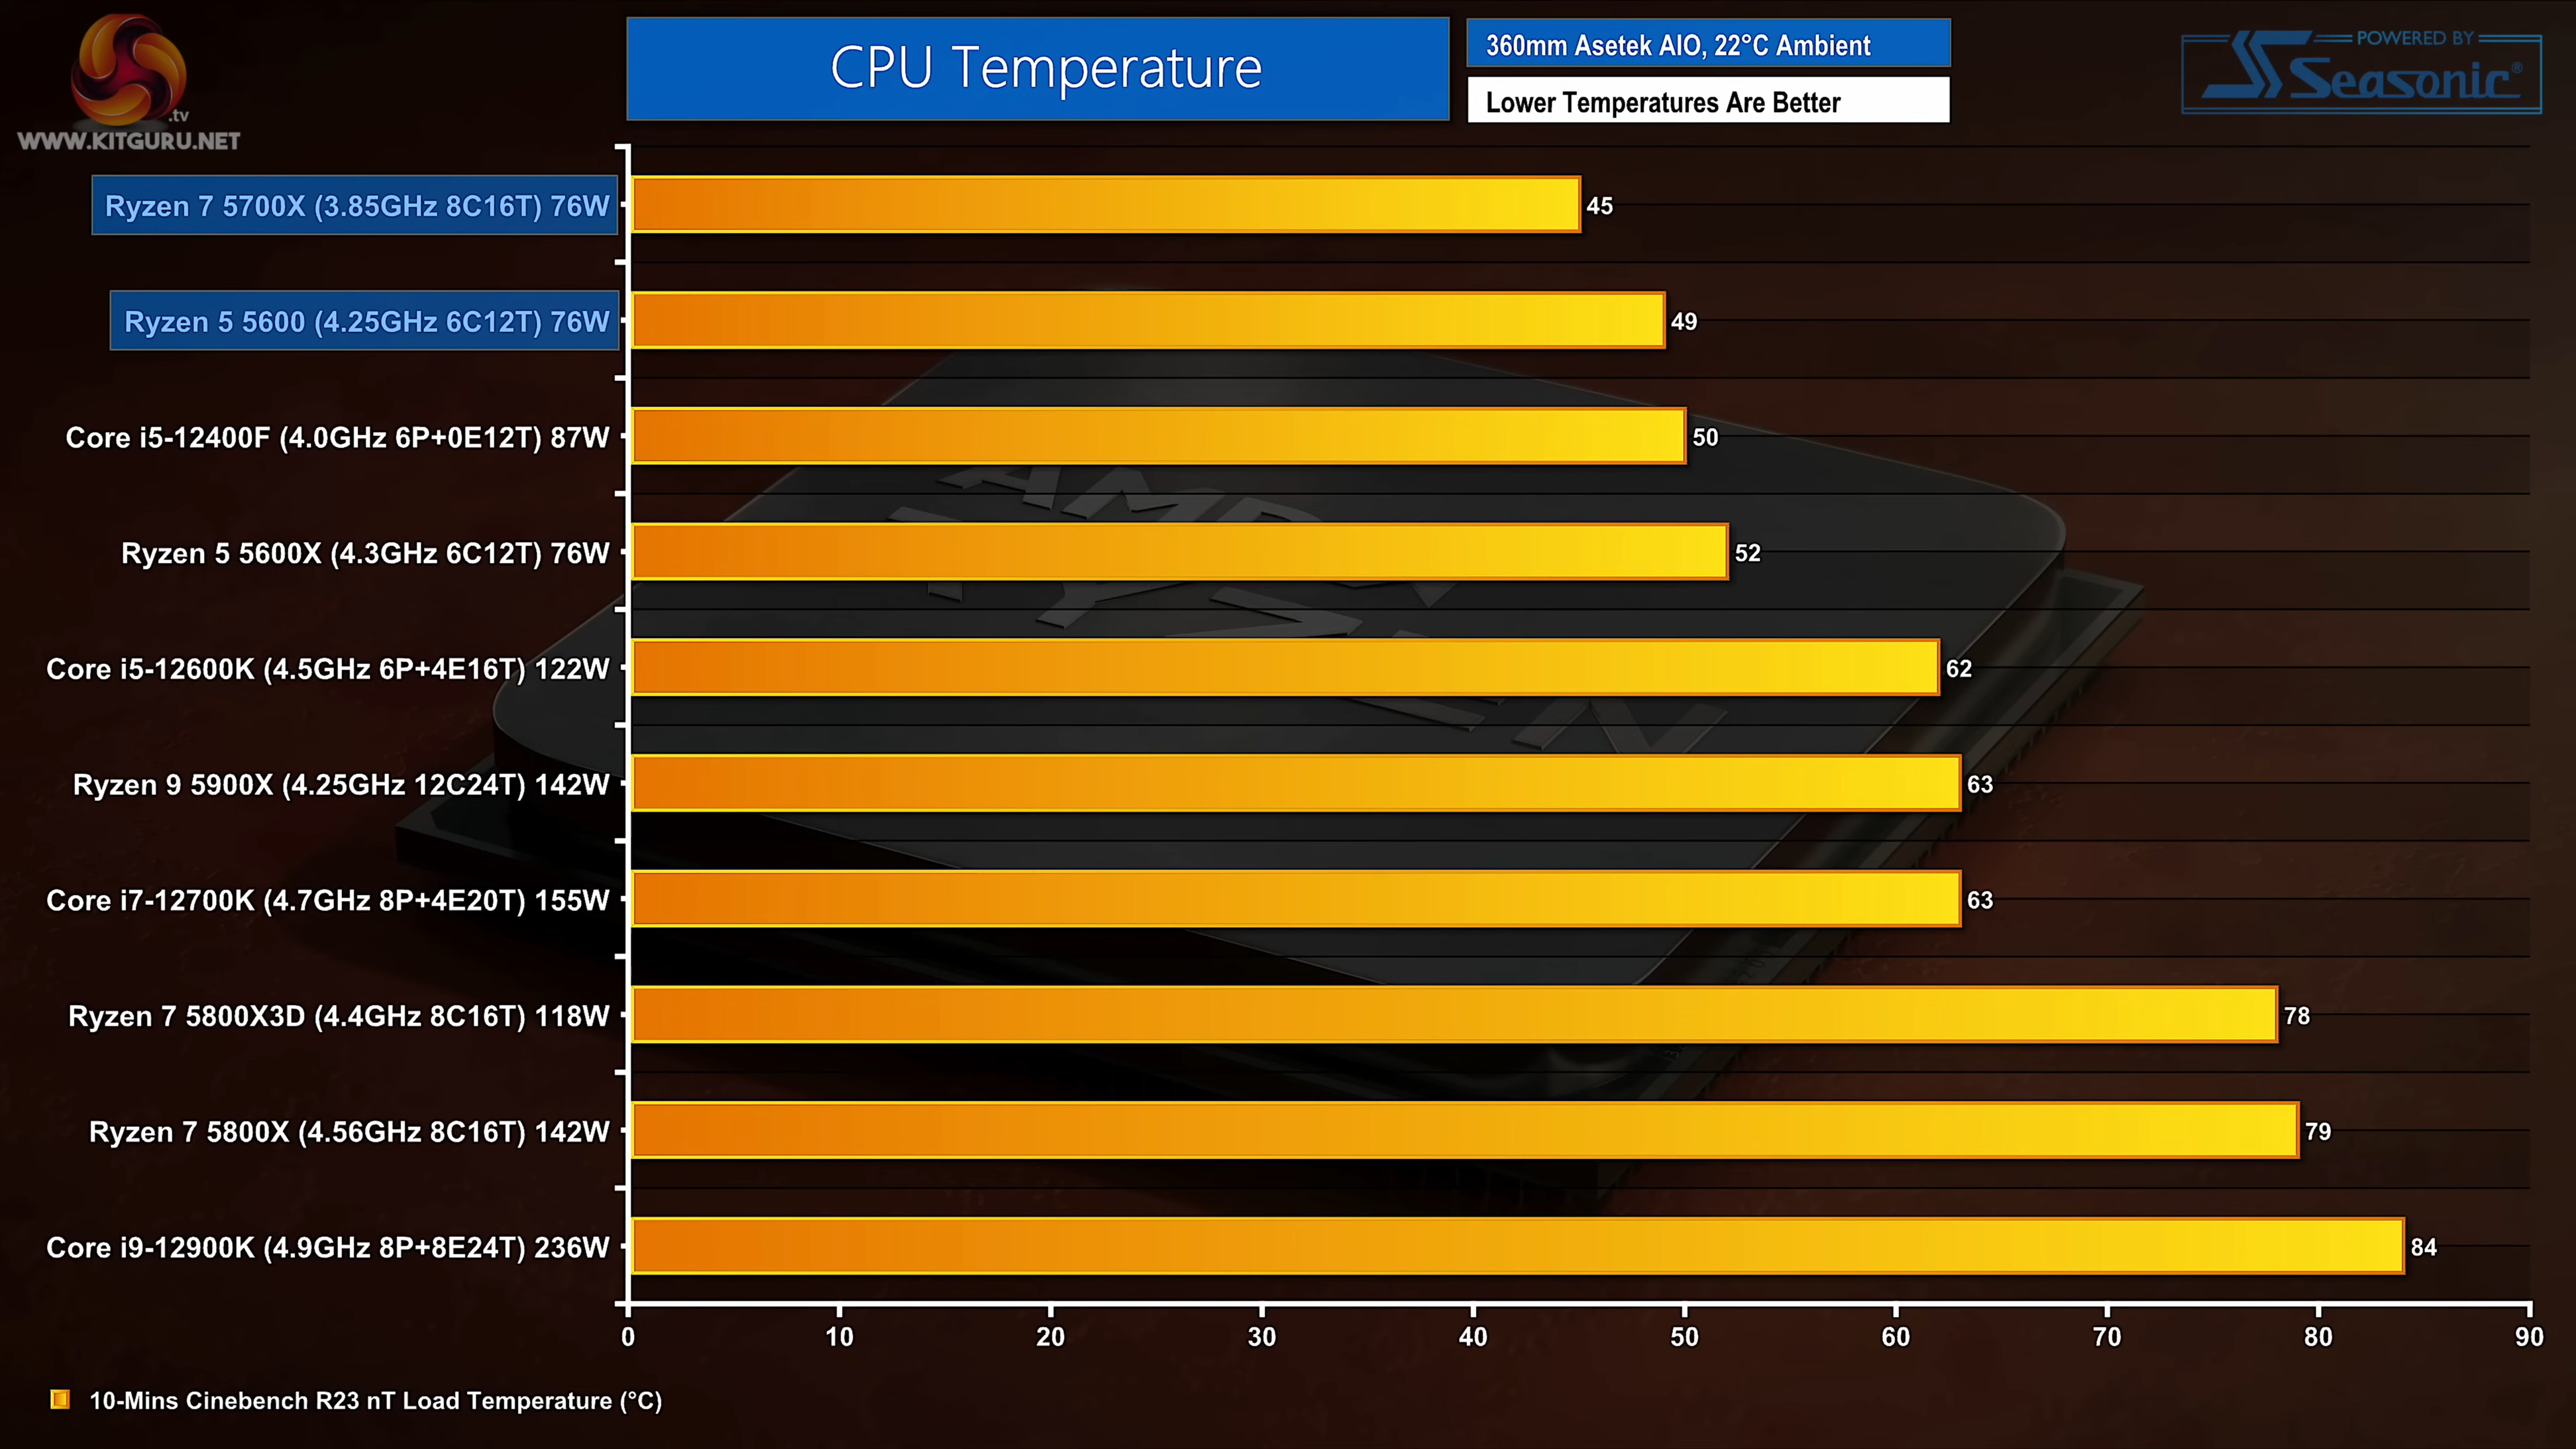 .tv
WWW.KITGURU.NET
CPU Temperature
360mm Asetek AIO, 22°C Ambient
Lower Temperatures Are Better
POWERED BY
Seasonic®
Ryzen 7 5700X (3.85GHz 8C16T) 76W
45
Ryzen 5 5600 (4.25GHz 6C12T) 76W
49
Core i5-12400F (4.0GHz 6P+0E12T) 87W
50
Ryzen 5 5600X (4.3GHz 6C12T) 76W
52
Core i5-12600K (4.5GHz 6P+4E16T) 122W
62
Ryzen 9 5900X (4.25GHz 12C24T) 142W
63
Core i7-12700K (4.7GHz 8P+4E20T) 155W
63
Ryzen 7 5800X3D (4.4GHz 8C16T) 118W
78
Ryzen 7 5800X (4.56GHz 8C16T) 142W
79
Core i9-12900K (4.9GHz 8P+8E24T) 236W
84
0 10 20 30 40 50 60 70 80 90
10-Mins Cinebench R23 nT Load Temperature (°C)
AMD
RYZEN